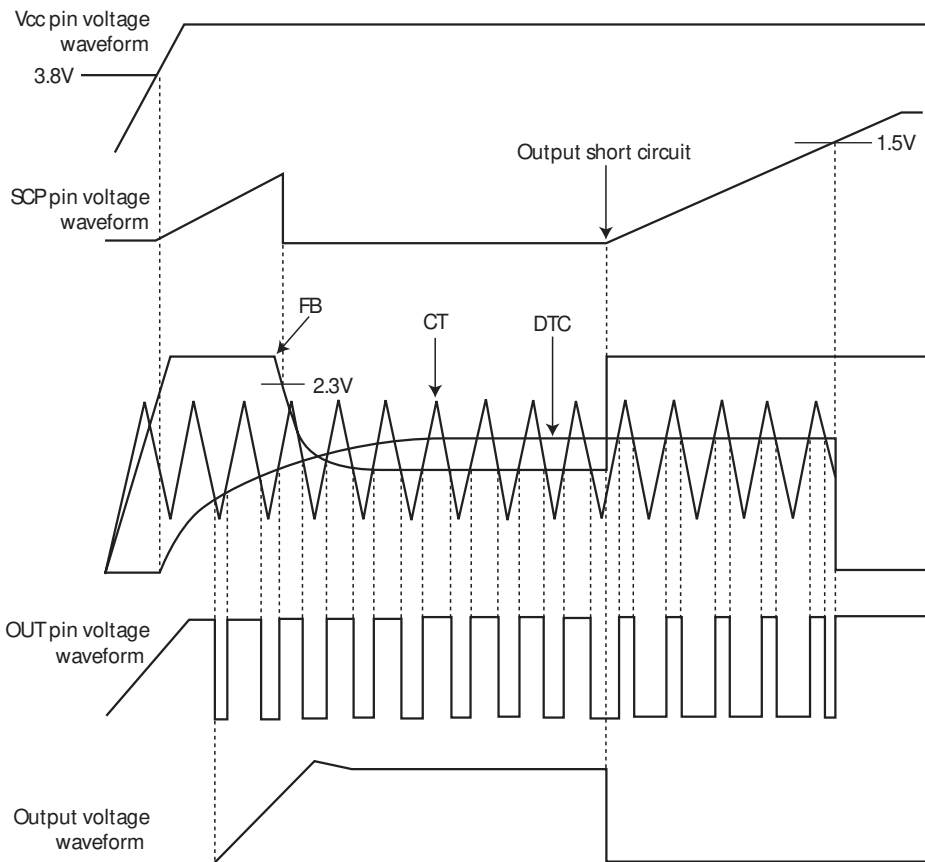 Vcc pin voltage
waveform
3.8V
Output short circuit
1.5V
SCP pin voltage
waveform
FB
CT
DTC
2.3V
OUT pin voltage
waveform
Output voltage
waveform